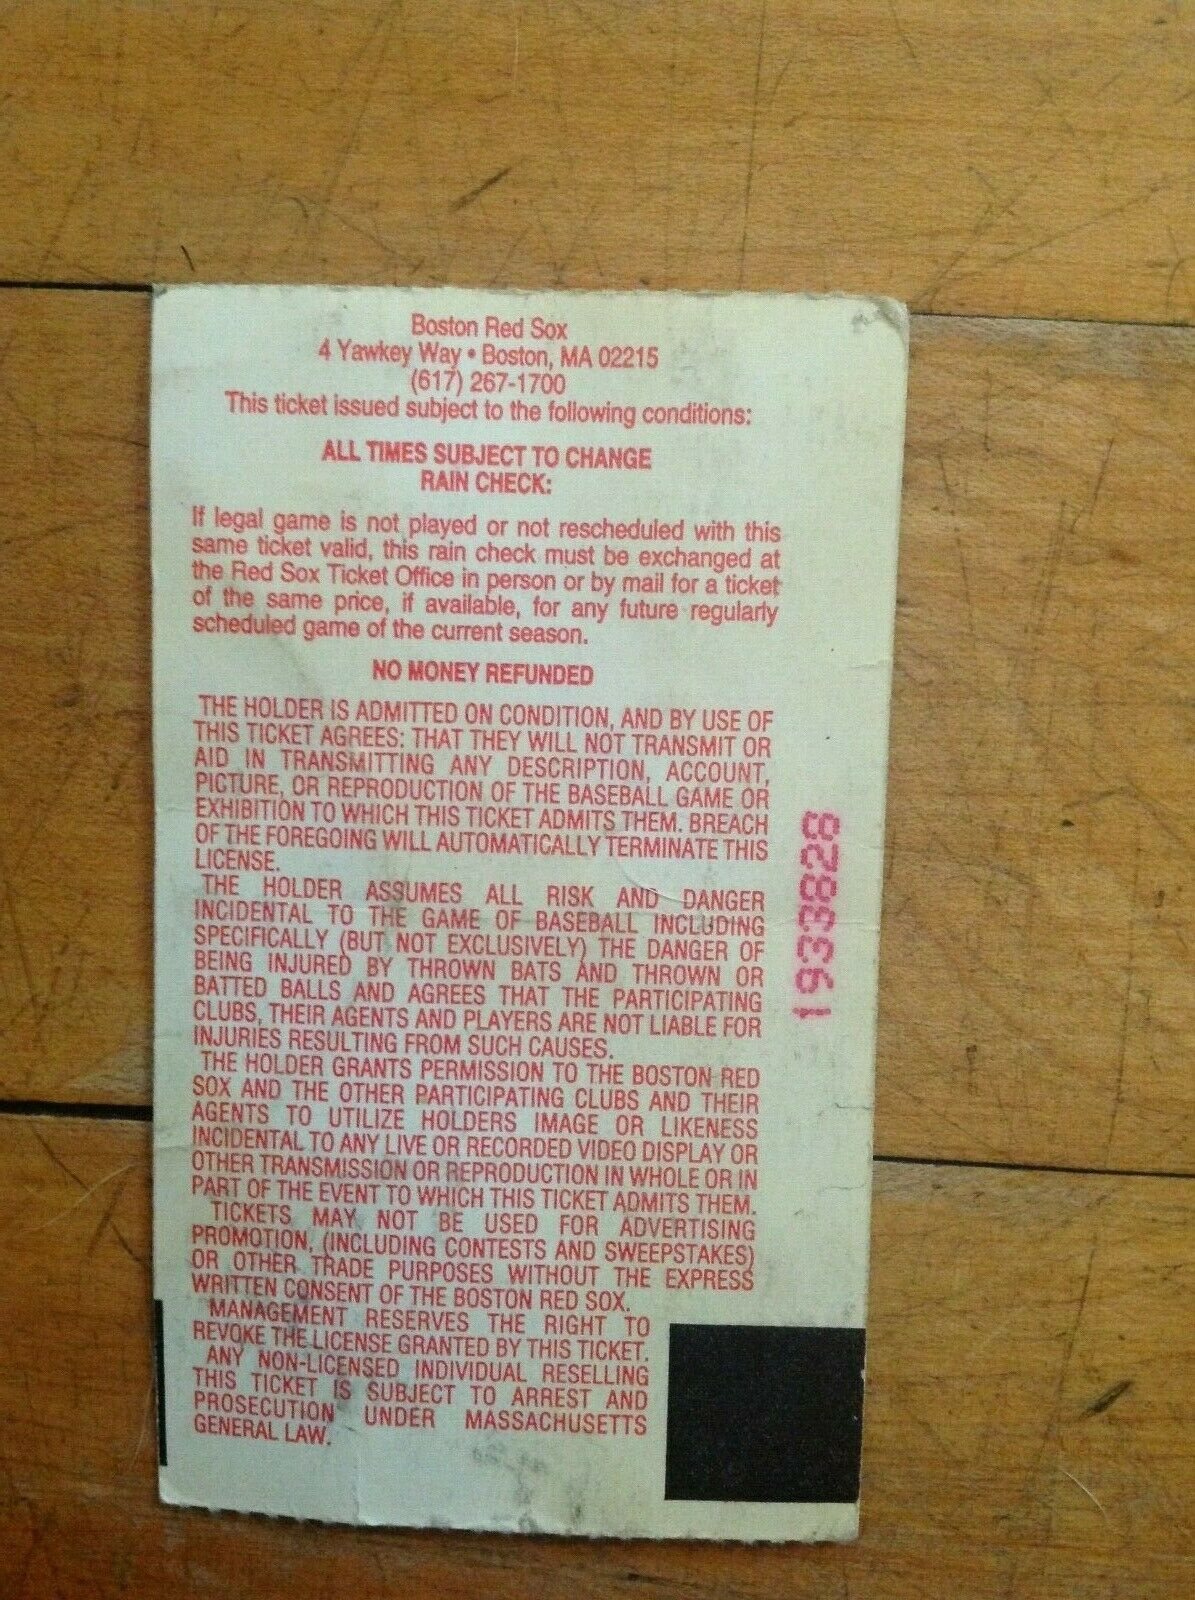 Boston Red Sox
4 Yawkey Way • Boston, MA 02215
(617) 267-1700
This ticket issued subject to the following conditions:
ALL TIMES SUBJECT TO CHANGE
RAIN CHECK:
If legal game is not played or not rescheduled with this
same ticket valid, this rain check must be exchanged at
the Red Sox Ticket Office in person or by mail for a ticket
of the same price, if available, for any future regularly
scheduled game of the current season.
NO MONEY REFUNDED
THE HOLDER IS ADMITTED ON CONDITION, AND BY USE OF
THIS TICKET AGREES: THAT THEY WILL NOT TRANSMIT OR
AID IN TRANSMITTING ANY DESCRIPTION, ACCOUNT,
PICTURE, OR REPRODUCTION OF THE BASEBALL GAME OR
EXHIBITION TO WHICH THIS TICKET ADMITS THEM. BREACH
OF THE FOREGOING WILL AUTOMATICALLY TERMINATE THIS
LICENSE.
THE HOLDER ASSUMES ALL RISK AND DANGER
INCIDENTAL TO THE GAME OF BASEBALL INCLUDING
SPECIFICALLY (BUT NOT EXCLUSIVELY) THE DANGER OF
BEING INJURED BY THROWN BATS AND THROWN OR
BATTED BALLS AND AGREES THAT THE PARTICIPATING
CLUBS, THEIR AGENTS AND PLAYERS ARE NOT LIABLE FOR
INJURIES RESULTING FROM SUCH CAUSES.
THE HOLDER GRANTS PERMISSION TO THE BOSTON RED
SOX AND THE OTHER PARTICIPATING CLUBS AND THEIR
AGENTS TO UTILIZE HOLDERS IMAGE OR LIKENESS
INCIDENTAL TO ANY LIVE OR RECORDED VIDEO DISPLAY OR
OTHER TRANSMISSION OR REPRODUCTION IN WHOLE OR IN
PART OF THE EVENT TO WHICH THIS TICKET ADMITS THEM.
TICKETS MAY NOT BE USED FOR ADVERTISING
PROMOTION, (INCLUDING CONTESTS AND SWEEPSTAKES)
OR OTHER TRADE PURPOSES WITHOUT THE EXPRESS
WRITTEN CONSENT OF THE BOSTON RED SOX.
MANAGEMENT RESERVES THE RIGHT TO
REVOKE THE LICENSE GRANTED BY THIS TICKET.
ANY NON-LICENSED INDIVIDUAL RESELLING
THIS TICKET IS SUBJECT TO ARREST AND
PROSECUTION UNDER MASSACHUSETTS
GENERAL LAW.
1933828